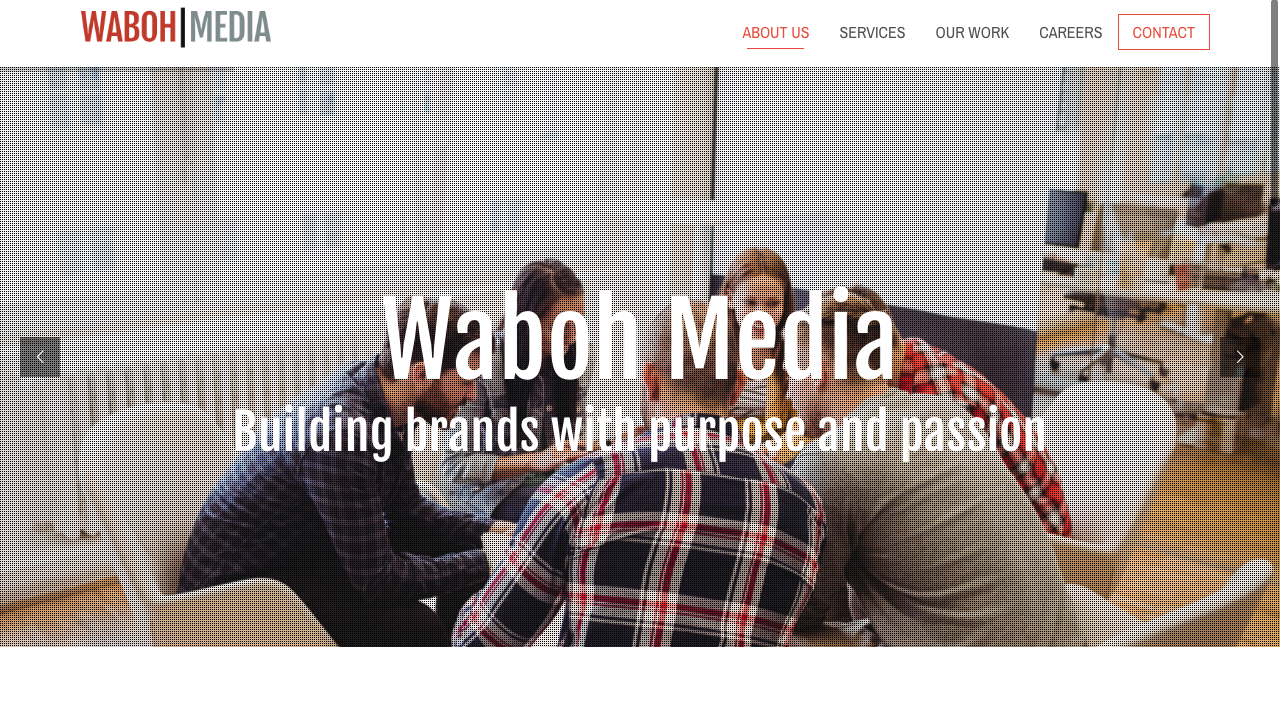 WABOH|MEDIA
ABOUT US
SERVICES
OUR WORK
CAREERS
CONTACT
Waboh Media
Building brands with purpose and passion